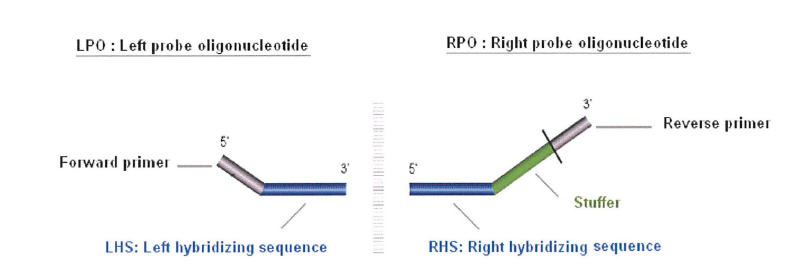 LPO : Left probe oligonucleotide
RPO : Right probe oligonucleotide
3'
Reverse primer
5'
Forward primer
3'
5'
Stuffer
LHS: Left hybridizing sequence
RHS: Right hybridizing sequence